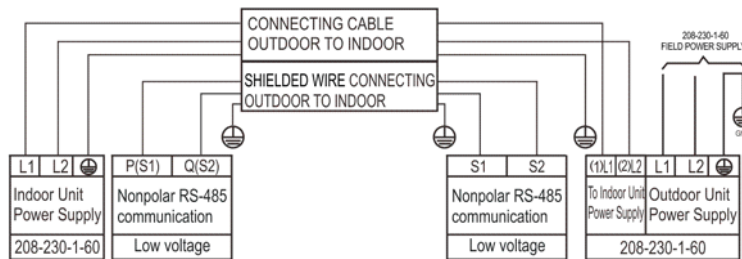 CONNECTING CABLE
OUTDOOR TO INDOOR
208-230-1-60
FIELD POWER SUPPLY
SHIELDED WIRE CONNECTING
OUTDOOR TO INDOOR
L1 L2
P(S1) Q(S2)
S1 S2
(1)L1 (2)L2 L1 L2
Indoor Unit
Power Supply
Nonpolar RS-485
communication
Nonpolar RS-485
communication
To Indoor Unit
Power Supply
Outdoor Unit
Power Supply
208-230-1-60
Low voltage
Low voltage
208-230-1-60